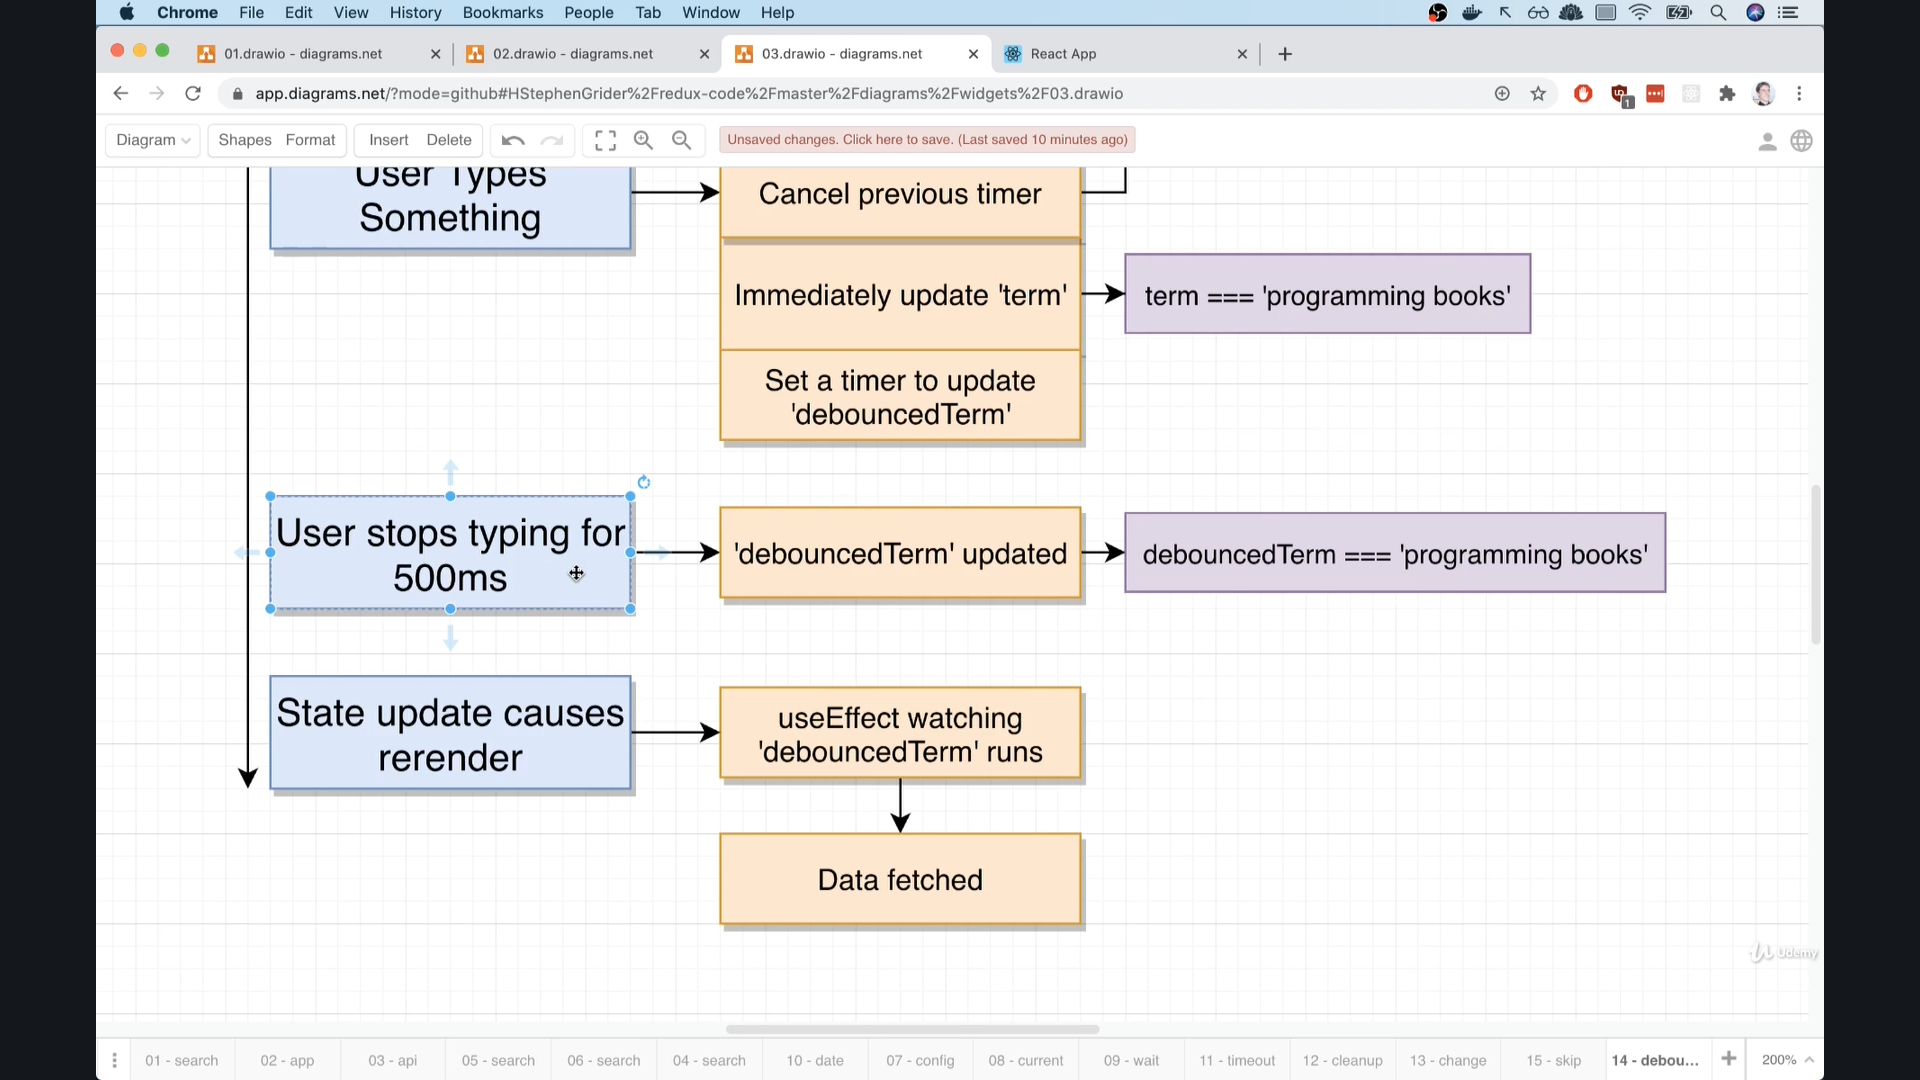 Chrome File Edit View History Bookmarks People Tab Window Help
01.drawio - diagrams.net
02.drawio - diagrams.net
03.drawio - diagrams.net
React App
app.diagrams.net/?mode=github#HStephenGrider%2Fredux-code%2Fmaster%2Fdiagrams%2Fwidgets%2F03.drawio
1
Diagram Shapes Format Insert Delete
Unsaved changes. Click here to save. (Last saved 10 minutes ago)
User Types
Something
Cancel previous timer
Immediately update 'term'
term === 'programming books'
Set a timer to update
'debouncedTerm'
User stops typing for
500ms
'debouncedTerm' updated
debouncedTerm === 'programming books'
State update causes
rerender
useEffect watching
'debouncedTerm' runs
Data fetched
Udemy
01 - search 02 - app 03 - api 05 - search 06 - search 04 - search 10 - date 07 - config 08 - current 09 - wait 11 - timeout 12 - cleanup 13 - change 15 - skip 14 - debou... 200%